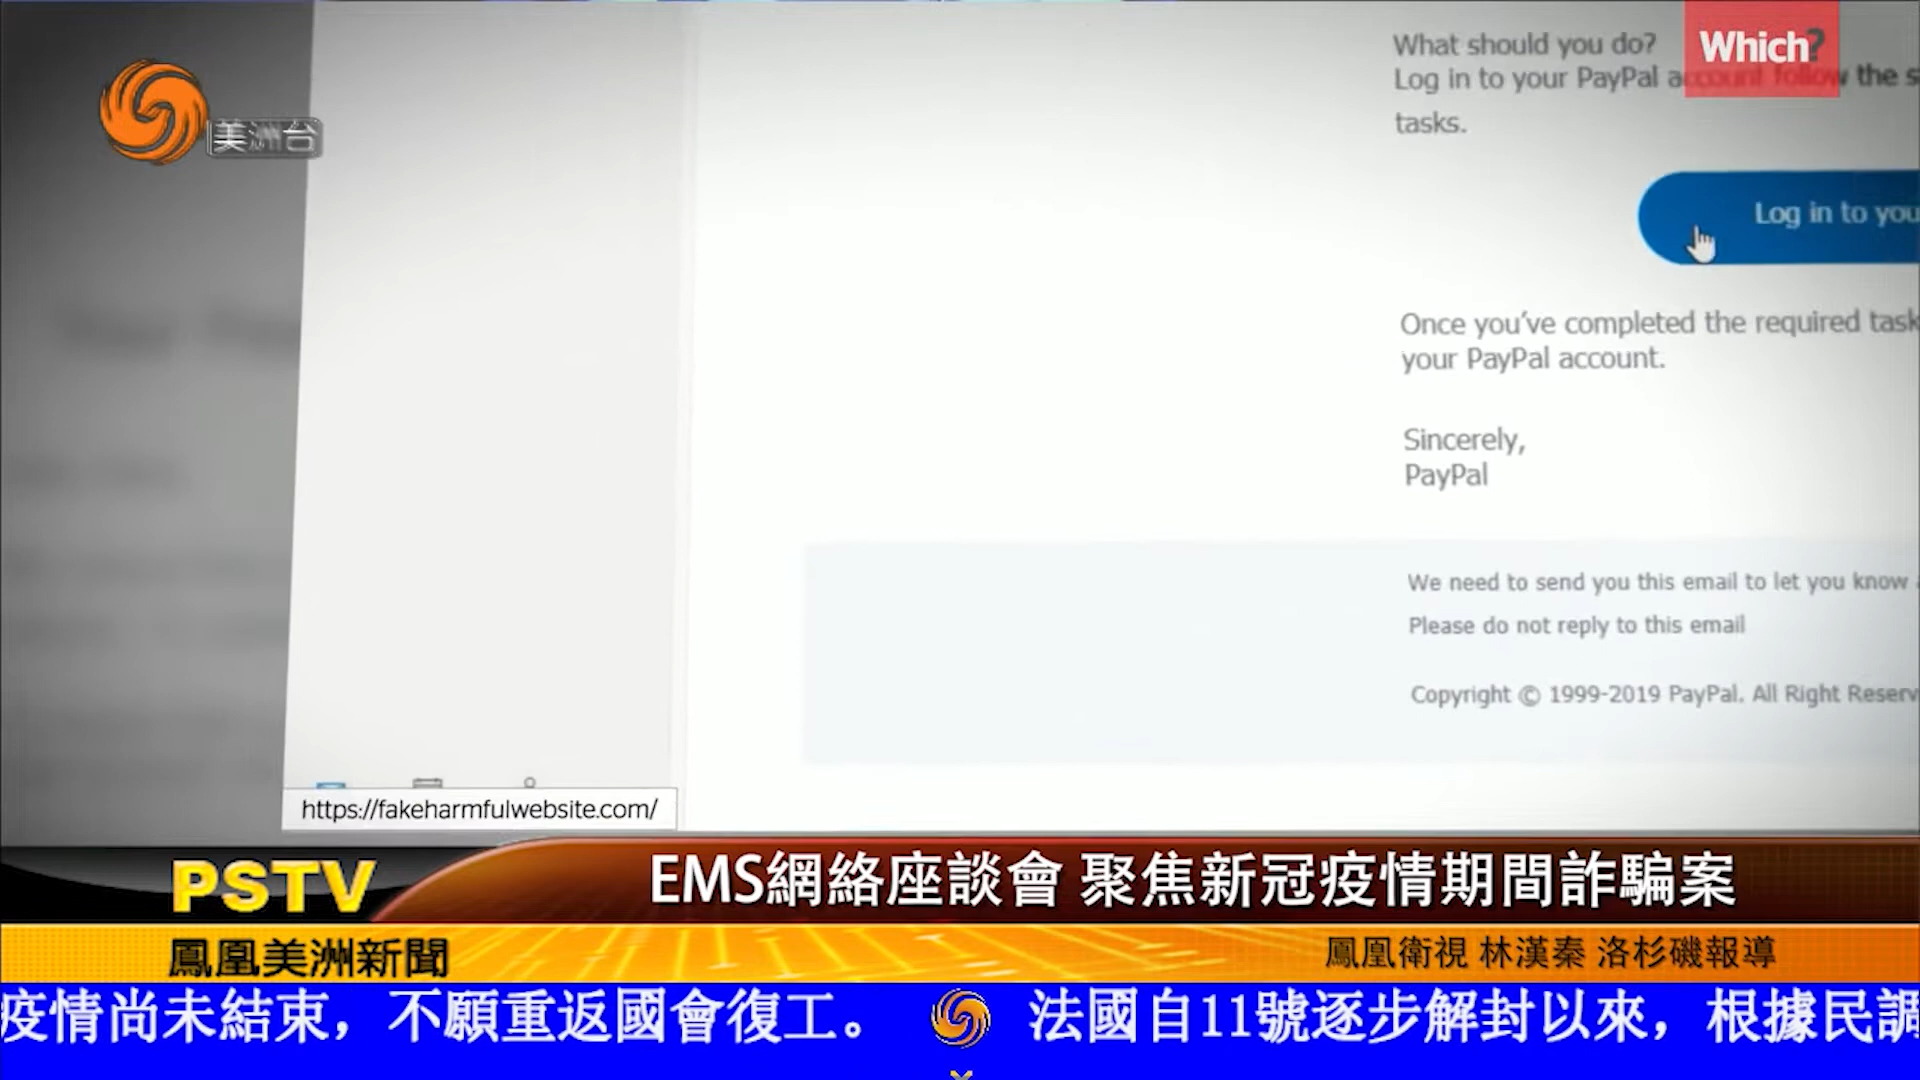 What should you do?
Which?
Log in to your PayPal account follow the s
tasks.
美洲台
Log in to you
Once you've completed the required task
your PayPal account.
Sincerely,
PayPal
We need to send you this email to let you know
Please do not reply to this email
Copyright © 1999-2019 PayPal. All Right Reserv
https://fakeharmfulwebsite.com/
PSTV
EMS網絡座談會 聚焦新冠疫情期間詐騙案
鳳凰美洲新聞
鳳凰衛視 林漢秦 洛杉磯報導
疫情尚未結束，不願重返國會復工。 法國自11號逐步解封以來，根據民調